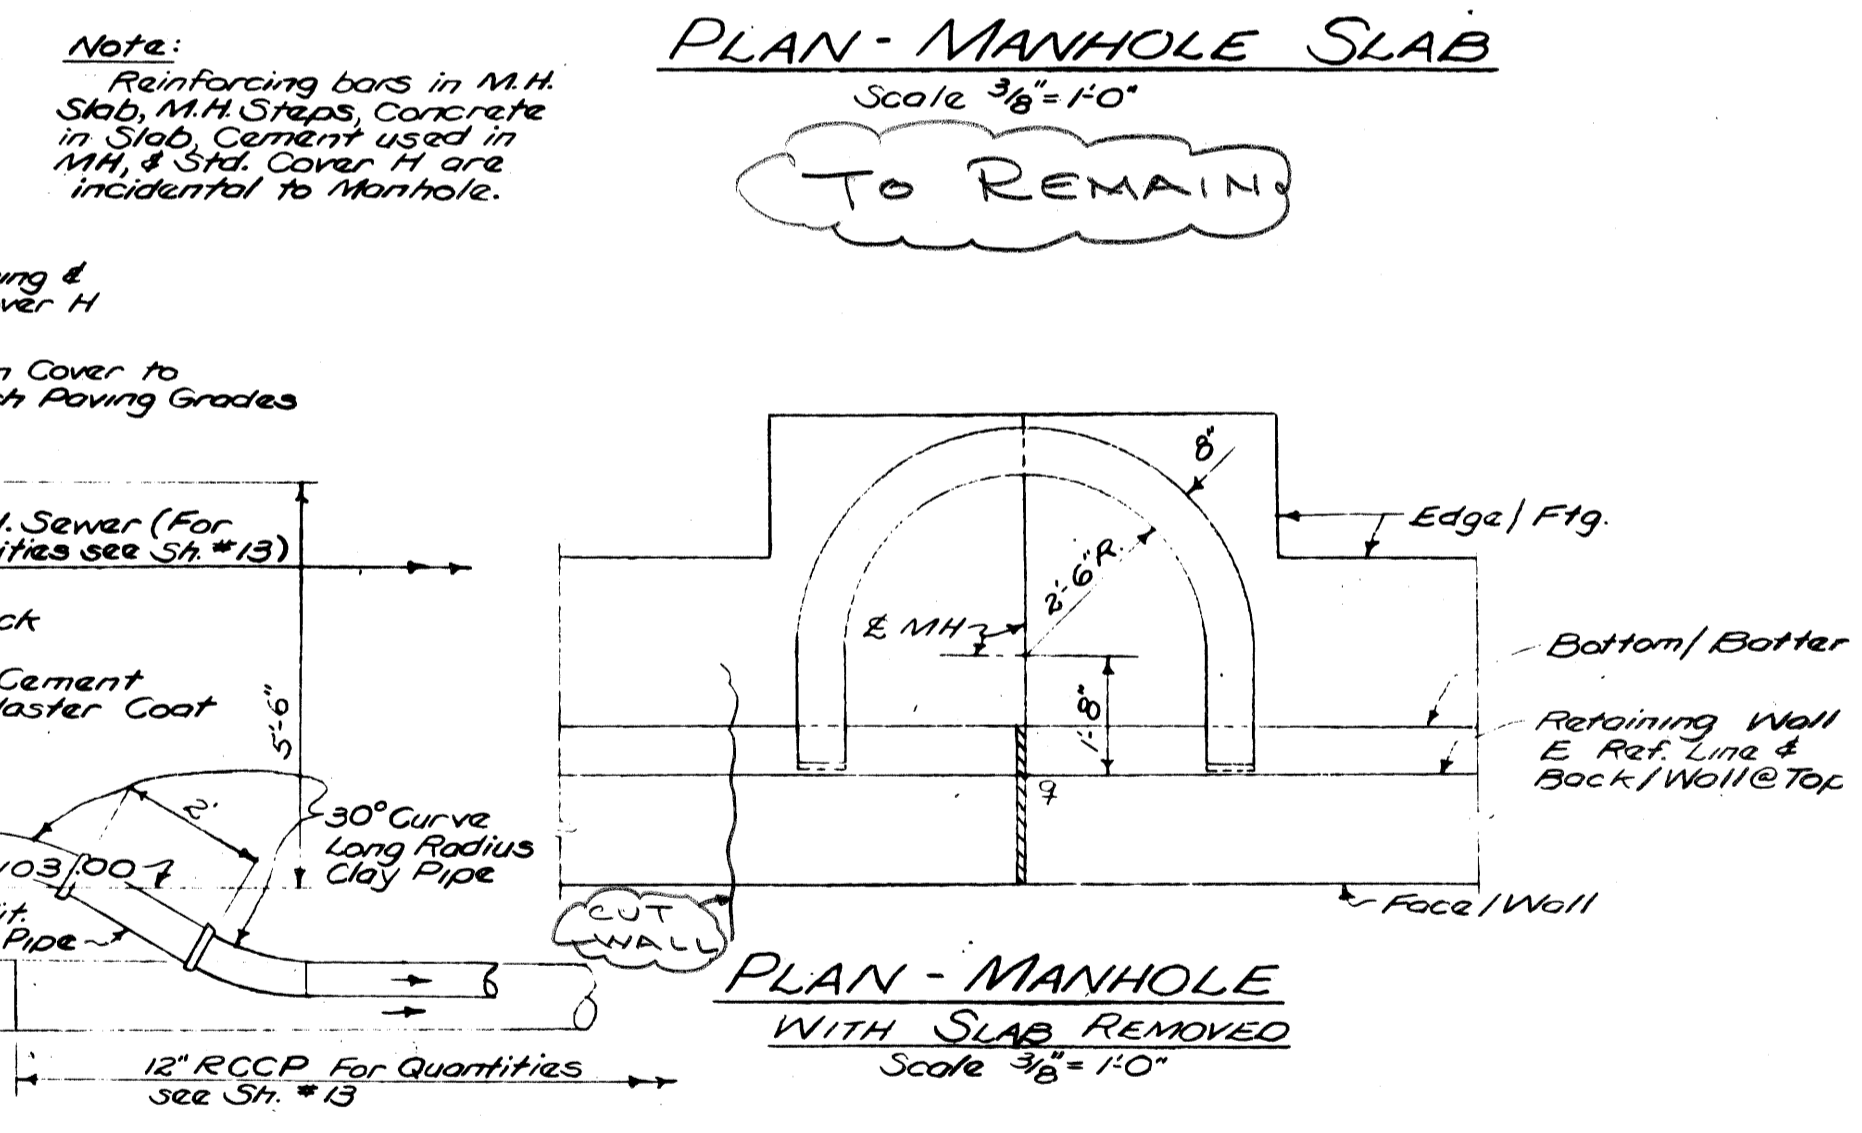 Note:
Reinforcing bars in M.H.
Slab, M.H. Steps, Concrete
in Slab, Cement used in
MH, & Std. Cover H are
incidental to Manhole.
PLAN - MANHOLE SLAB
Scale 3/8" = 1'-0"
TO REMAIN
ing &
ver H
Cover to
ch Paving Grades
. Sewer (For
ities see Sh. #13)
ck
Cement
laster Coat
5'-6"
2'
30° Curve
Long Radius
Clay Pipe
103.00
it.
Pipe
12" RCCP For Quantities
see Sh. #13
8"
Edge/Ftg.
2'-6" R.
℄ MH
1'-8"
Bottom/Batter
Retaining Wall
E Ref. Line &
Back/Wall @ Top
Face/Wall
CUT
WALL
PLAN - MANHOLE
WITH SLAB REMOVED
Scale 3/8" = 1'-0"